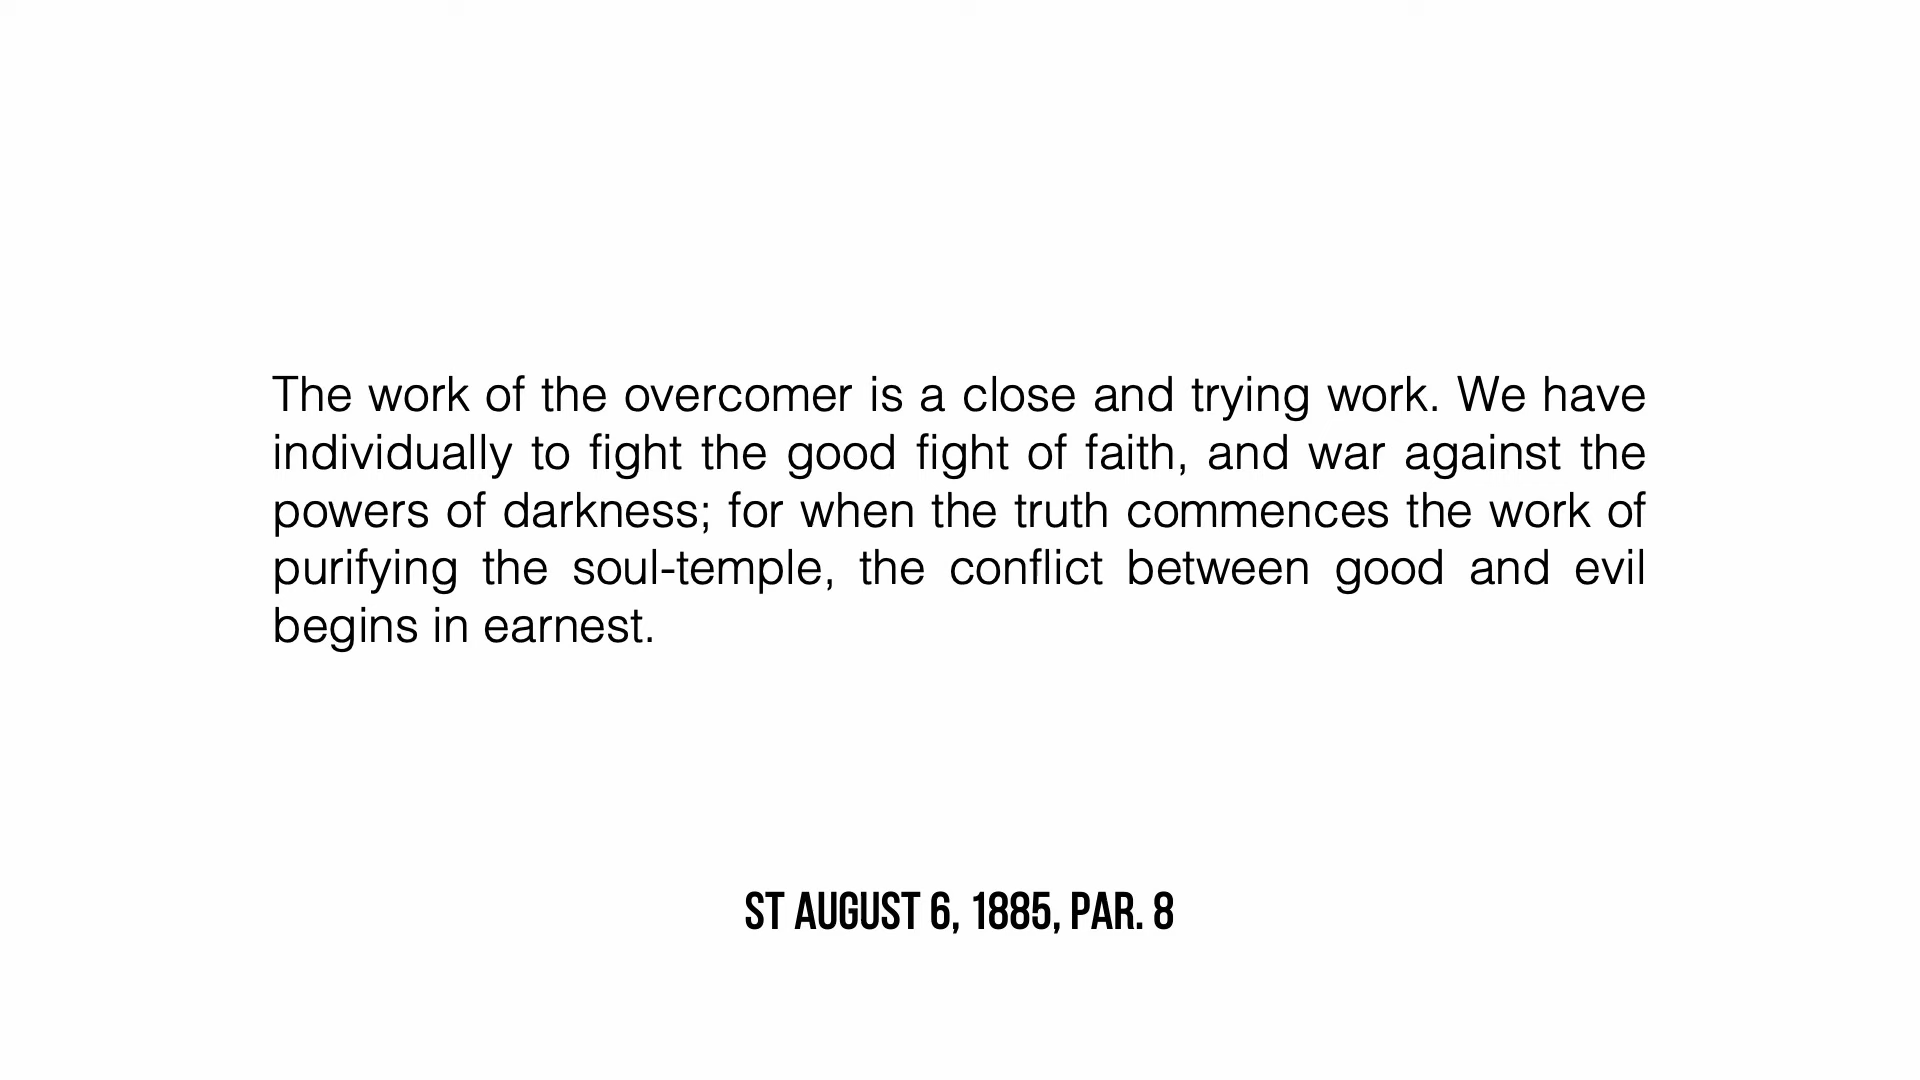 The work of the overcomer is a close and trying work. We have
individually to fight the good fight of faith, and war against the
powers of darkness; for when the truth commences the work of
purifying the soul-temple, the conflict between good and evil
begins in earnest.
ST AUGUST 6, 1885, PAR. 8